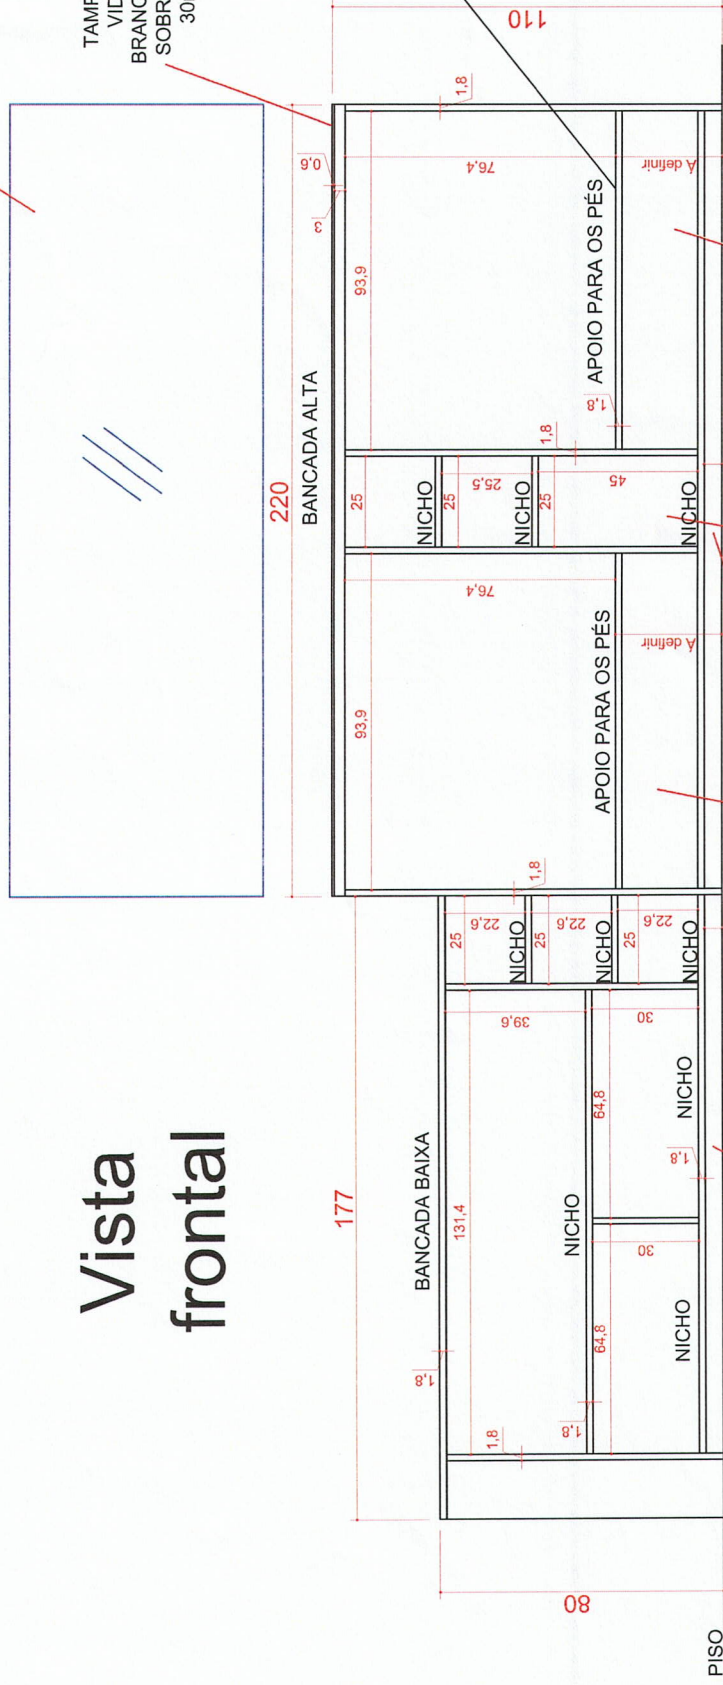 Vista
frontal
TAMP
VID
BRANC
SOBR
30
220
BANCADA ALTA
177
BANCADA BAIXA
110
80
PISO
0,6
3
1,8
93,9
76,4
APOIO PARA OS PÉS
À definir
1,8
1,8
25
NICHO
25
25,5
NICHO
25
45
NICHO
93,9
76,4
APOIO PARA OS PÉS
À definir
1,8
25
22,6
NICHO
25
22,6
NICHO
25
22,6
NICHO
131,4
39,6
NICHO
1,8
1,8
1,8
64,8
30
NICHO
64,8
30
NICHO
1,8